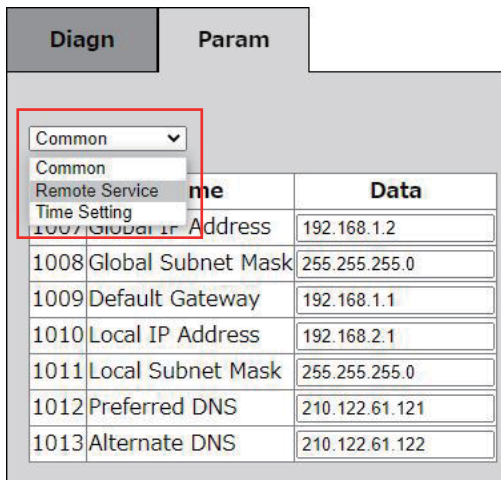 Diagn Param
Common
Common
Remote Service me Data
Time Setting
1007 Global IP Address 192.168.1.2
1008 Global Subnet Mask 255.255.255.0
1009 Default Gateway 192.168.1.1
1010 Local IP Address 192.168.2.1
1011 Local Subnet Mask 255.255.255.0
1012 Preferred DNS 210.122.61.121
1013 Alternate DNS 210.122.61.122